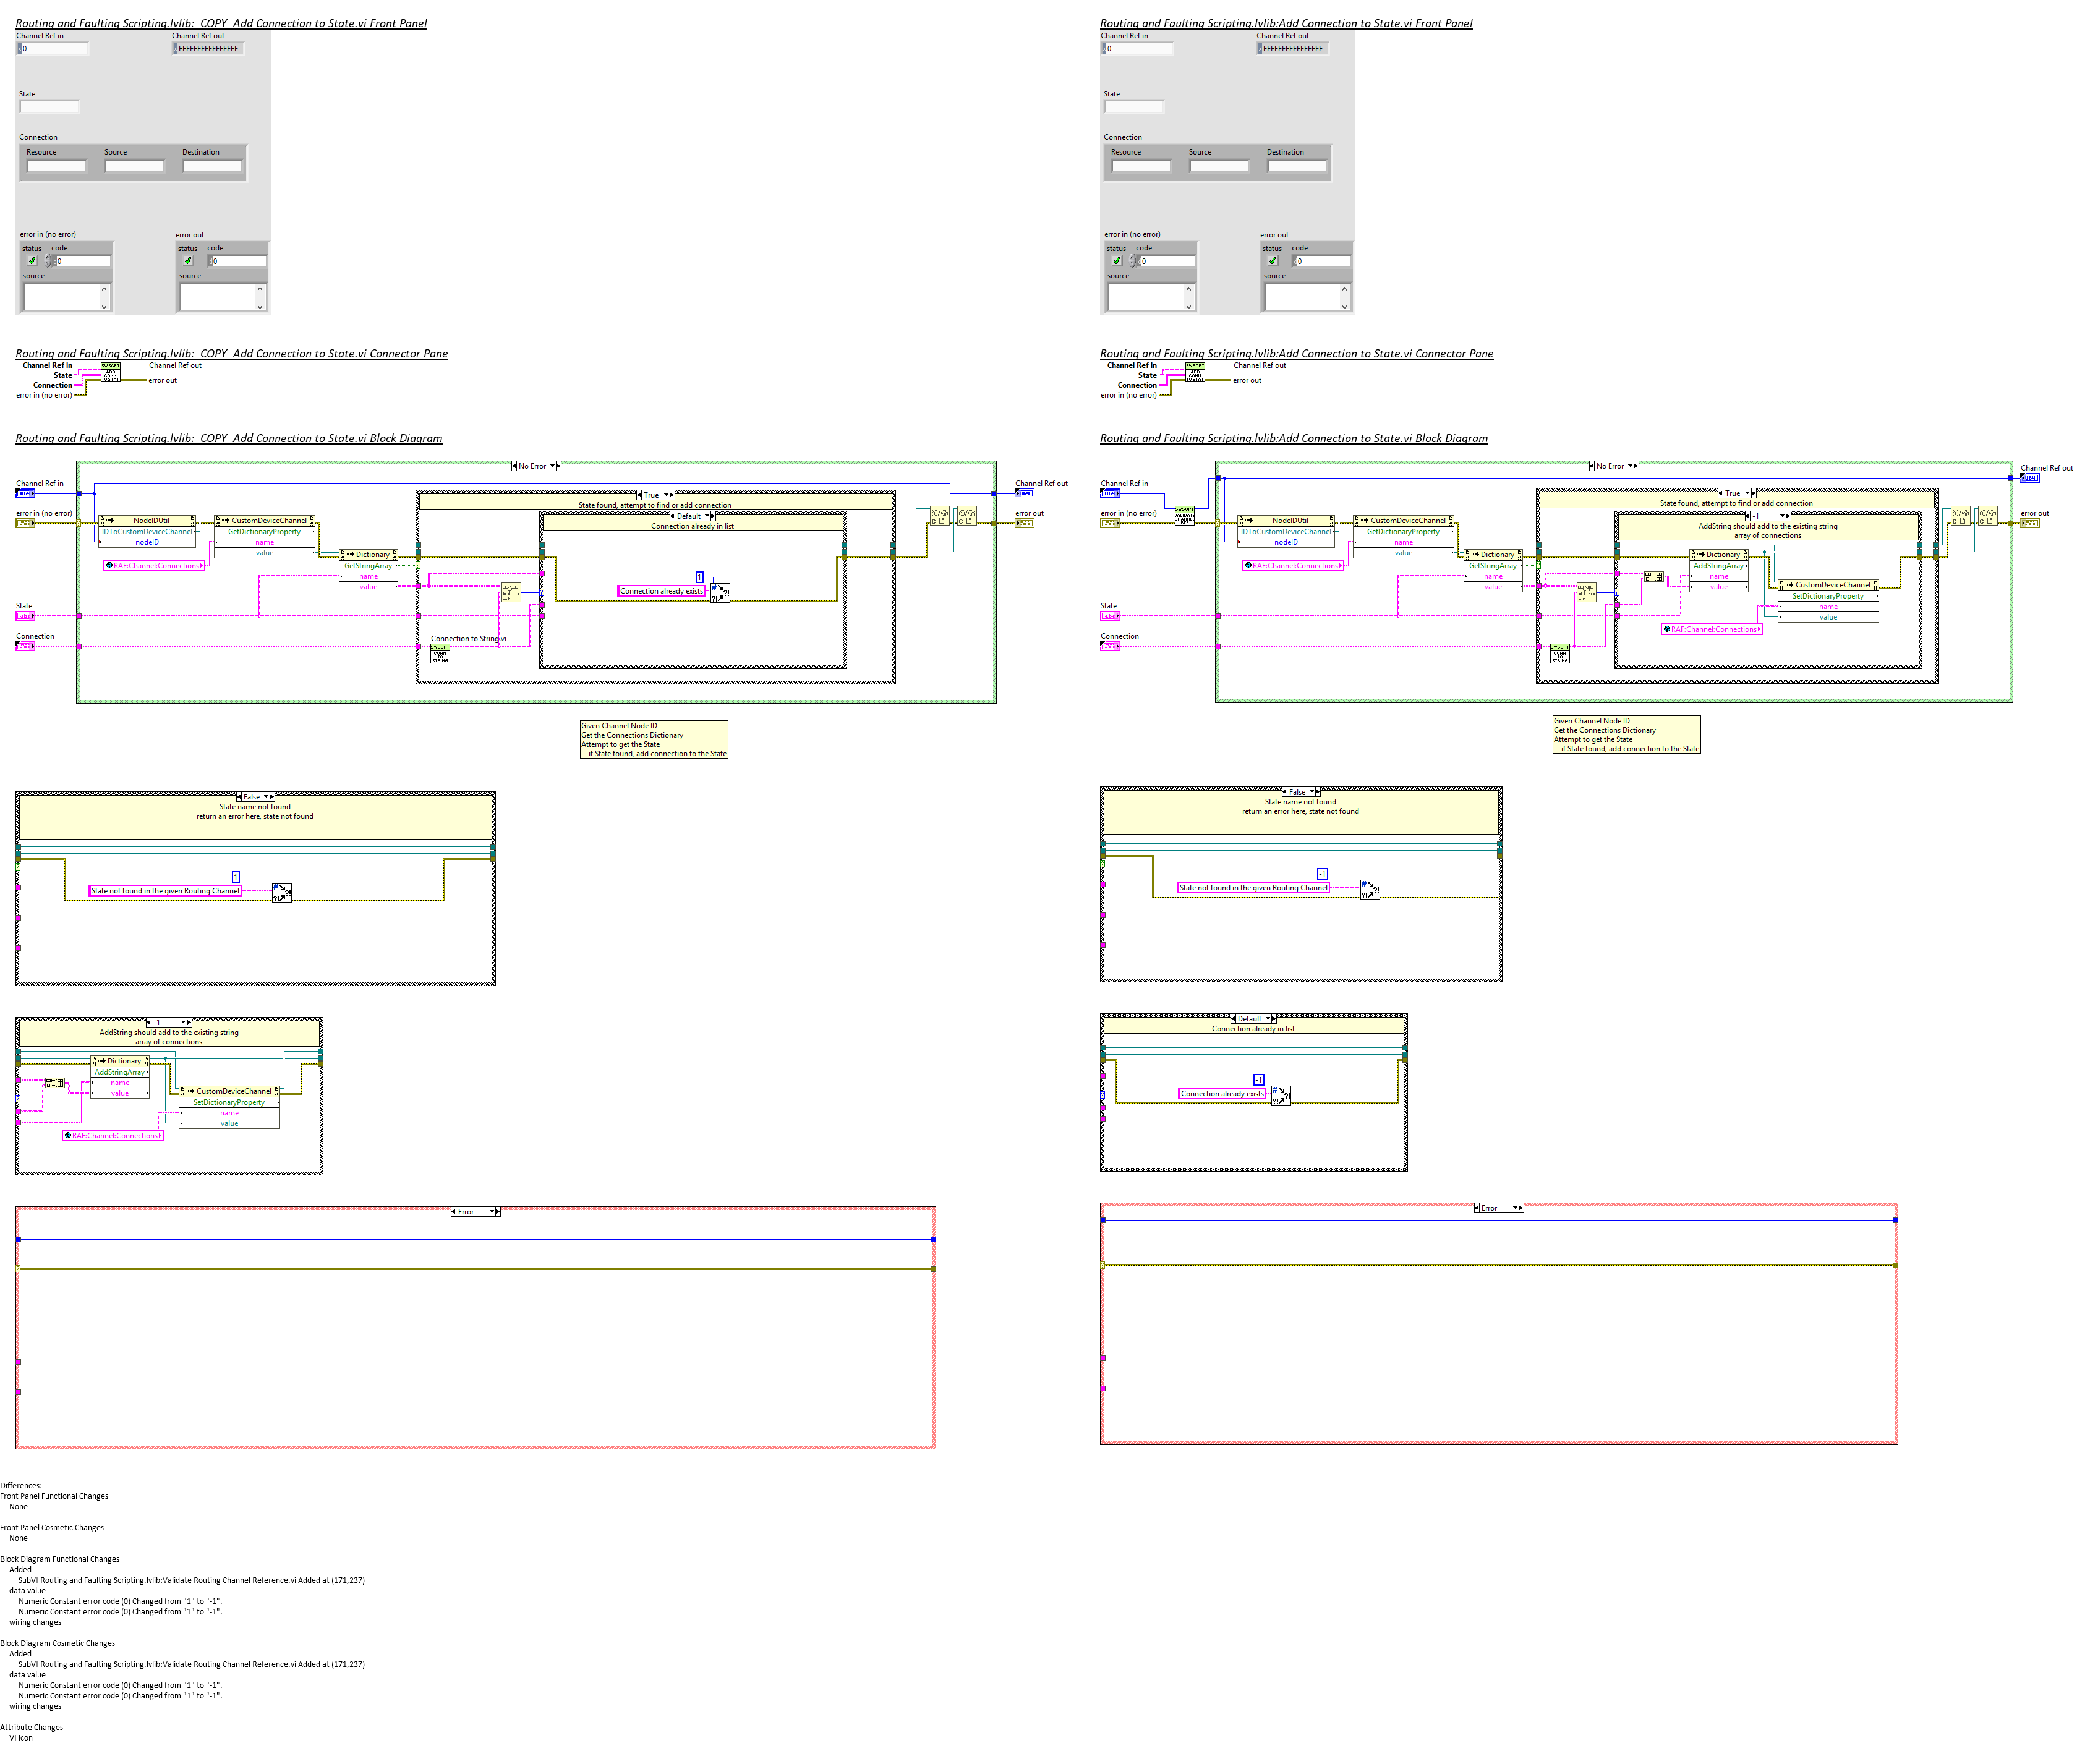 Routing and Faulting Scripting.lvlib:_COPY_Add Connection to State.vi Front Panel
Channel Ref in
Channel Ref out
0
FFFFFFFFFFFFFFFF
State
Connection
Resource
Source
Destination
error in (no error)
error out
status
code
status
code
0
0
source
source
Routing and Faulting Scripting.lvlib:_COPY_Add Connection to State.vi Connector Pane
Channel Ref in
Channel Ref out
State
Connection
error out
error in (no error)
SWSCPT
ADD
CONN
TO STAT
Routing and Faulting Scripting.lvlib:_COPY_Add Connection to State.vi Block Diagram
No Error
Channel Ref in
Channel Ref out
True
State found, attempt to find or add connection
error in (no error)
error out
NodeIDUtil
IDToCustomDeviceChannel
nodeID
CustomDeviceChannel
GetDictionaryProperty
name
value
Default
Connection already in list
Dictionary
GetStringArray
name
value
RAF:Channel:Connections
1
Connection already exists
State
Connection
Connection to String.vi
SWSCPT
CONN
TO
STRING
Given Channel Node ID
Get the Connections Dictionary
Attempt to get the State
if State found, add connection to the State
False
State name not found
return an error here, state not found
1
State not found in the given Routing Channel
-1
AddString should add to the existing string
array of connections
Dictionary
AddStringArray
name
value
CustomDeviceChannel
SetDictionaryProperty
name
value
RAF:Channel:Connections
Error
Routing and Faulting Scripting.lvlib:Add Connection to State.vi Front Panel
Channel Ref in
Channel Ref out
0
FFFFFFFFFFFFFFFF
State
Connection
Resource
Source
Destination
error in (no error)
error out
status
code
status
code
0
0
source
source
Routing and Faulting Scripting.lvlib:Add Connection to State.vi Connector Pane
Channel Ref in
Channel Ref out
State
Connection
error out
error in (no error)
SWSCPT
ADD
CONN
TO STAT
Routing and Faulting Scripting.lvlib:Add Connection to State.vi Block Diagram
No Error
Channel Ref out
Channel Ref in
True
State found, attempt to find or add connection
error in (no error)
error out
SWSCPT
VALIDATE
CHANNEL
REF
NodeIDUtil
IDToCustomDeviceChannel
nodeID
CustomDeviceChannel
GetDictionaryProperty
name
value
-1
AddString should add to the existing string
array of connections
Dictionary
GetStringArray
name
value
Dictionary
AddStringArray
name
value
CustomDeviceChannel
SetDictionaryProperty
name
value
RAF:Channel:Connections
RAF:Channel:Connections
State
Connection
SWSCPT
CONN
TO
STRING
Given Channel Node ID
Get the Connections Dictionary
Attempt to get the State
if State found, add connection to the State
False
State name not found
return an error here, state not found
-1
State not found in the given Routing Channel
Default
Connection already in list
-1
Connection already exists
Error
Differences:
Front Panel Functional Changes
None
Front Panel Cosmetic Changes
None
Block Diagram Functional Changes
Added
SubVI Routing and Faulting Scripting.lvlib:Validate Routing Channel Reference.vi Added at (171,237)
data value
Numeric Constant error code (0) Changed from "1" to "-1".
Numeric Constant error code (0) Changed from "1" to "-1".
wiring changes
Block Diagram Cosmetic Changes
Added
SubVI Routing and Faulting Scripting.lvlib:Validate Routing Channel Reference.vi Added at (171,237)
data value
Numeric Constant error code (0) Changed from "1" to "-1".
Numeric Constant error code (0) Changed from "1" to "-1".
wiring changes
Attribute Changes
VI icon